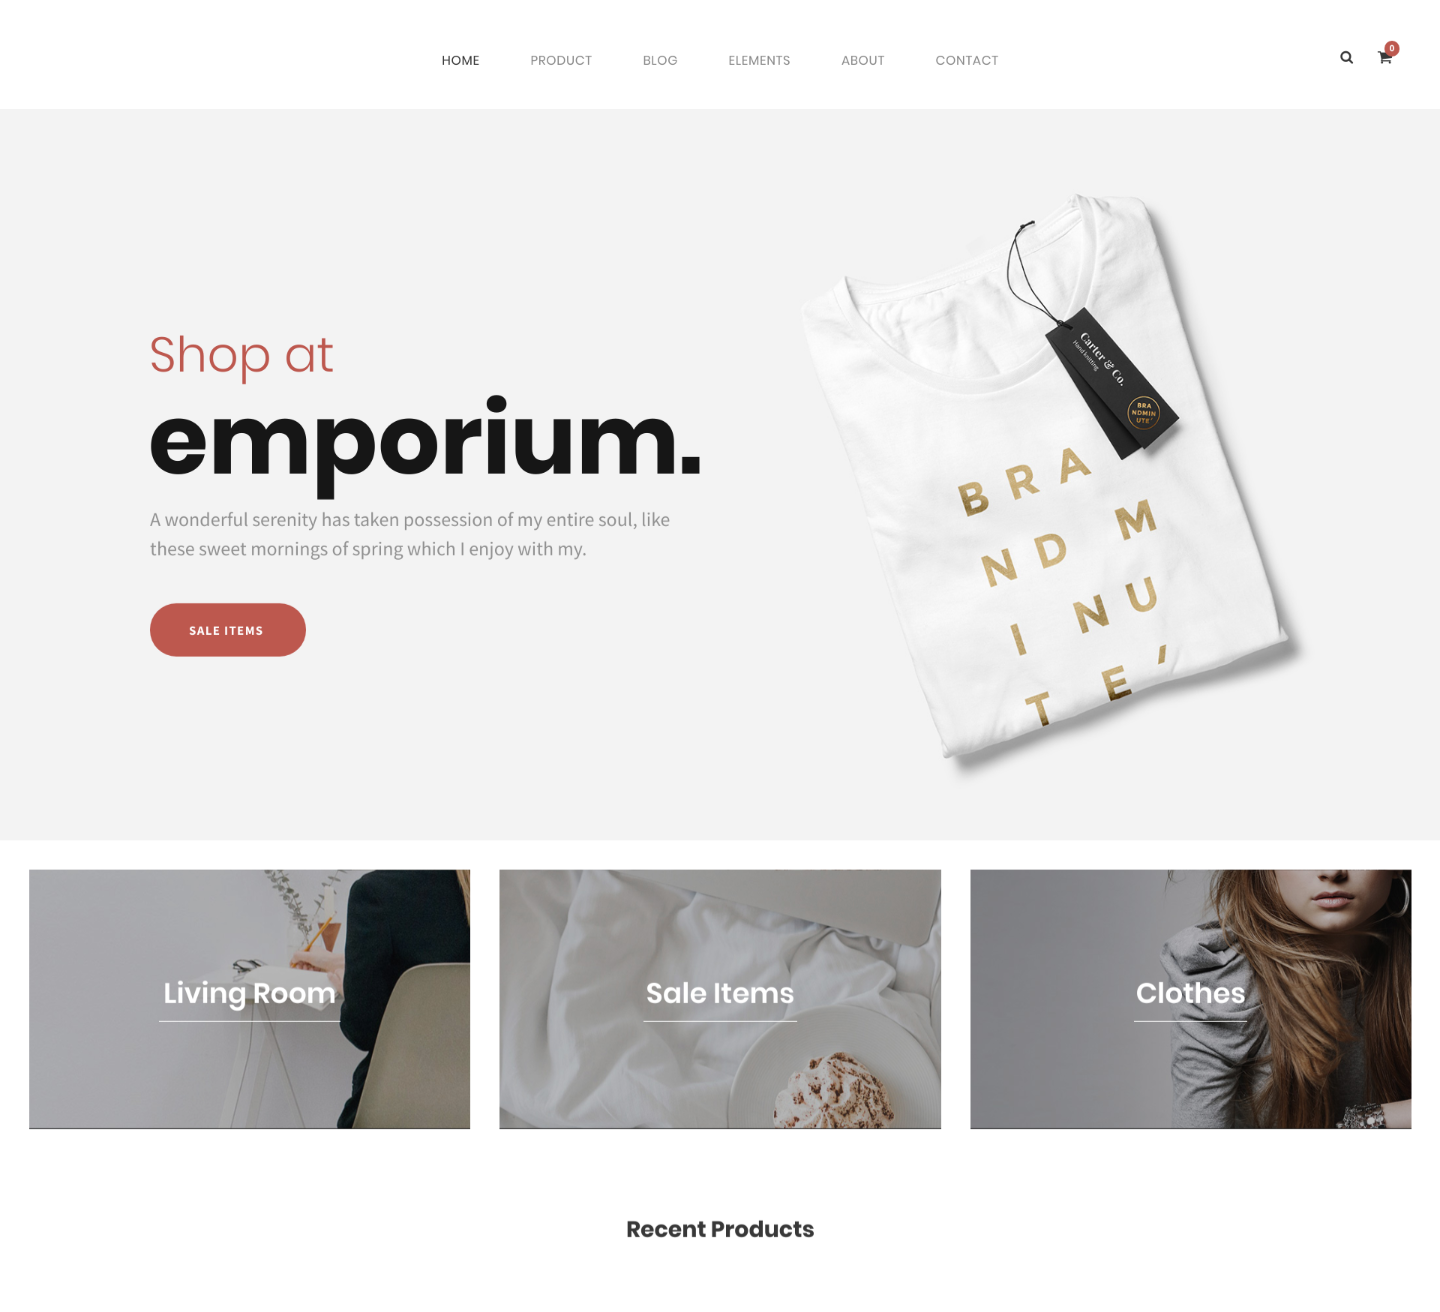 HOME PRODUCT BLOG ELEMENTS ABOUT CONTACT
0
Shop at
emporium.
A wonderful serenity has taken possession of my entire soul, like
these sweet mornings of spring which I enjoy with my.
SALE ITEMS
Carter & Co.
Hand knitting
BRA
NDMIN
UTE'
B R A
N D M
I N U
T E ′
Living Room
Sale Items
Clothes
Recent Products